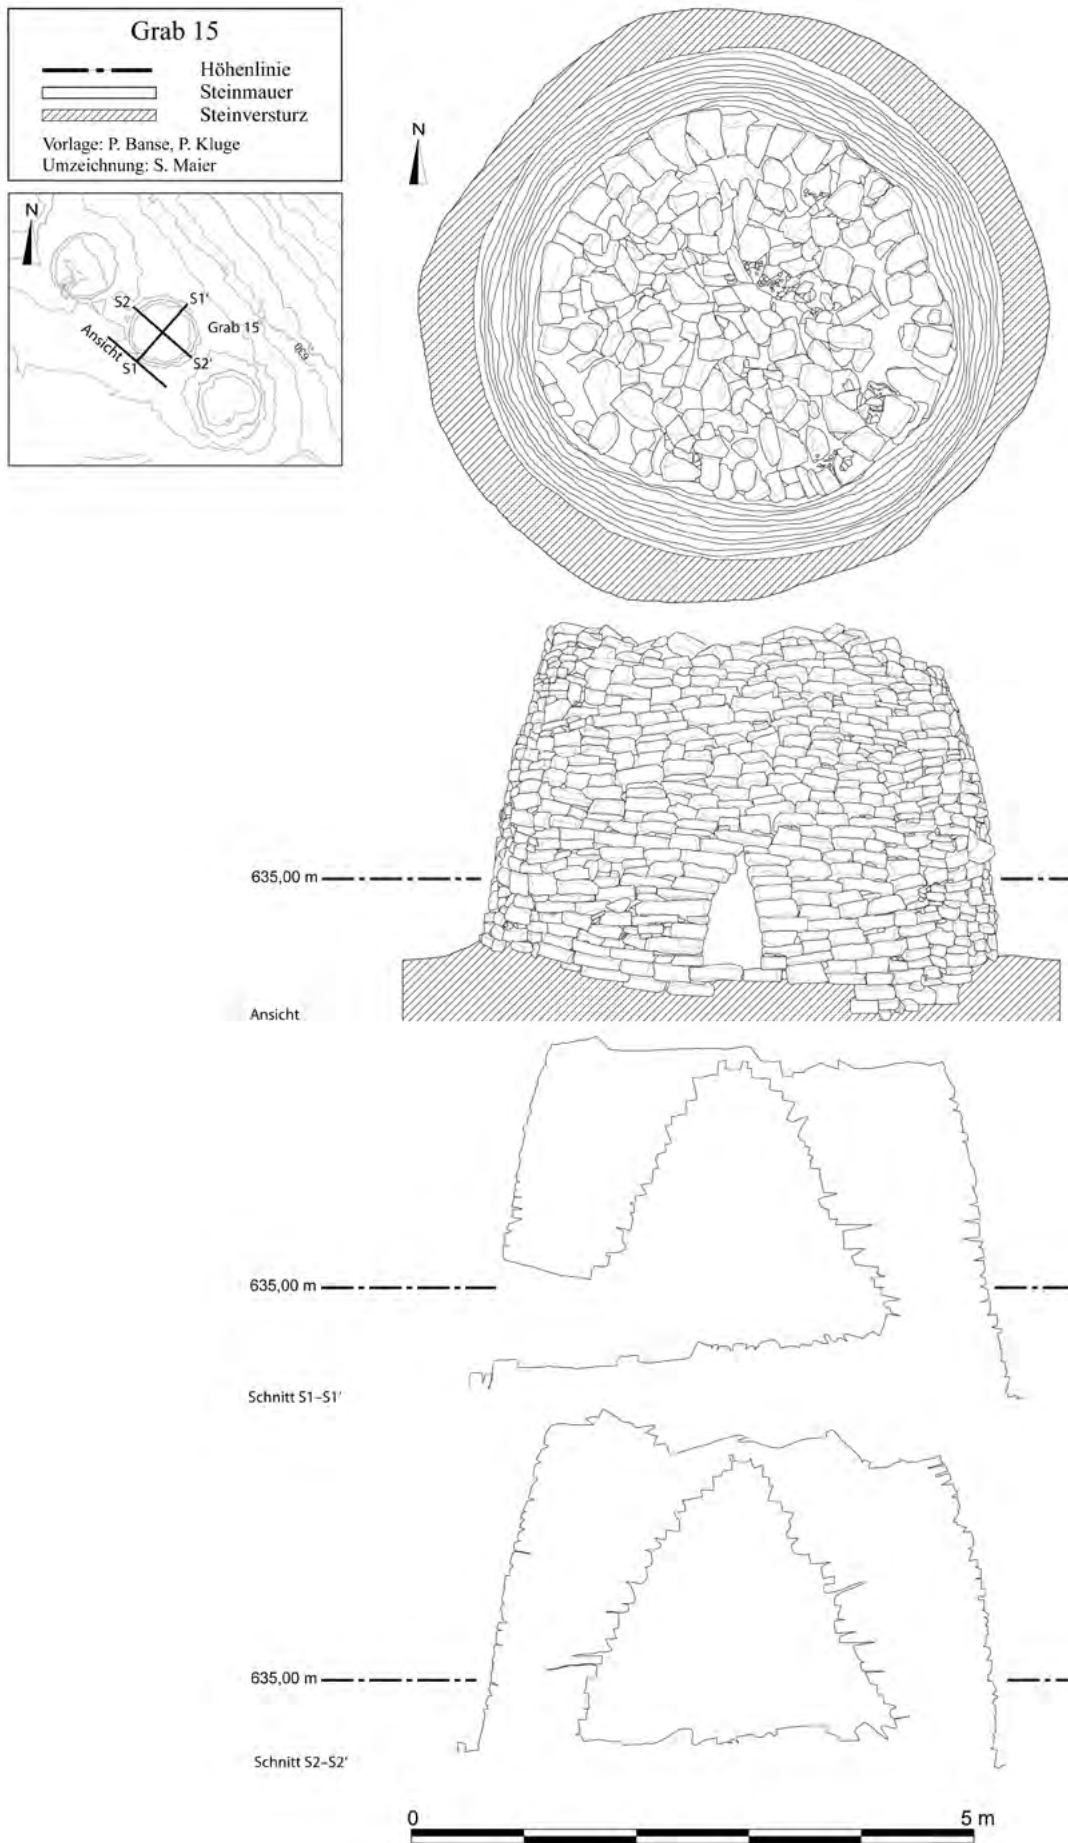 Grab 15
Höhenlinie
Steinmauer
Steinversturz
Vorlage: P. Banse, P. Kluge
Umzeichnung: S. Maier
N
N
S2
S1'
Grab 15
Ansicht
S1
S2'
630
635,00 m
Ansicht
635,00 m
Schnitt S1–S1'
635,00 m
Schnitt S2–S2'
0
5 m